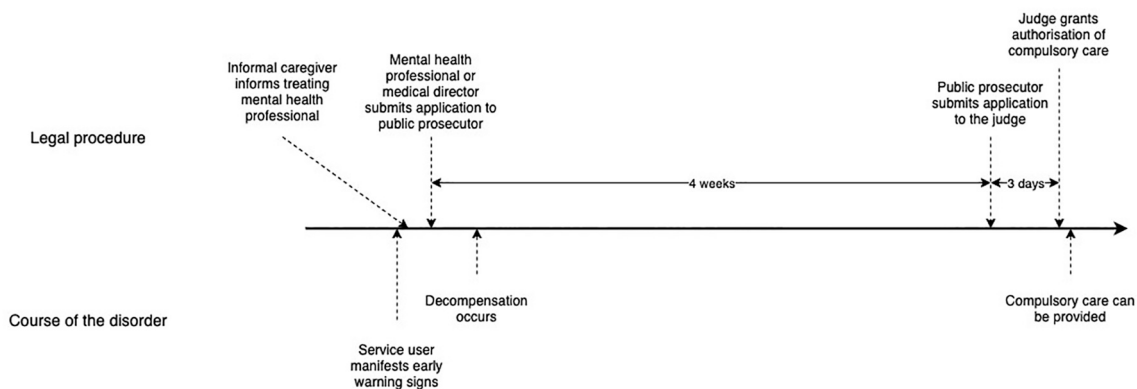 Judge grants
authorisation of
compulsory care
Mental health
professional or
medical director
submits application to
public prosecutor
Informal caregiver
informs treating
mental health
professional
Public prosecutor
submits application
to the judge
Legal procedure
4 weeks
3 days
Decompensation
occurs
Compulsory care can
be provided
Course of the disorder
Service user
manifests early
warning signs